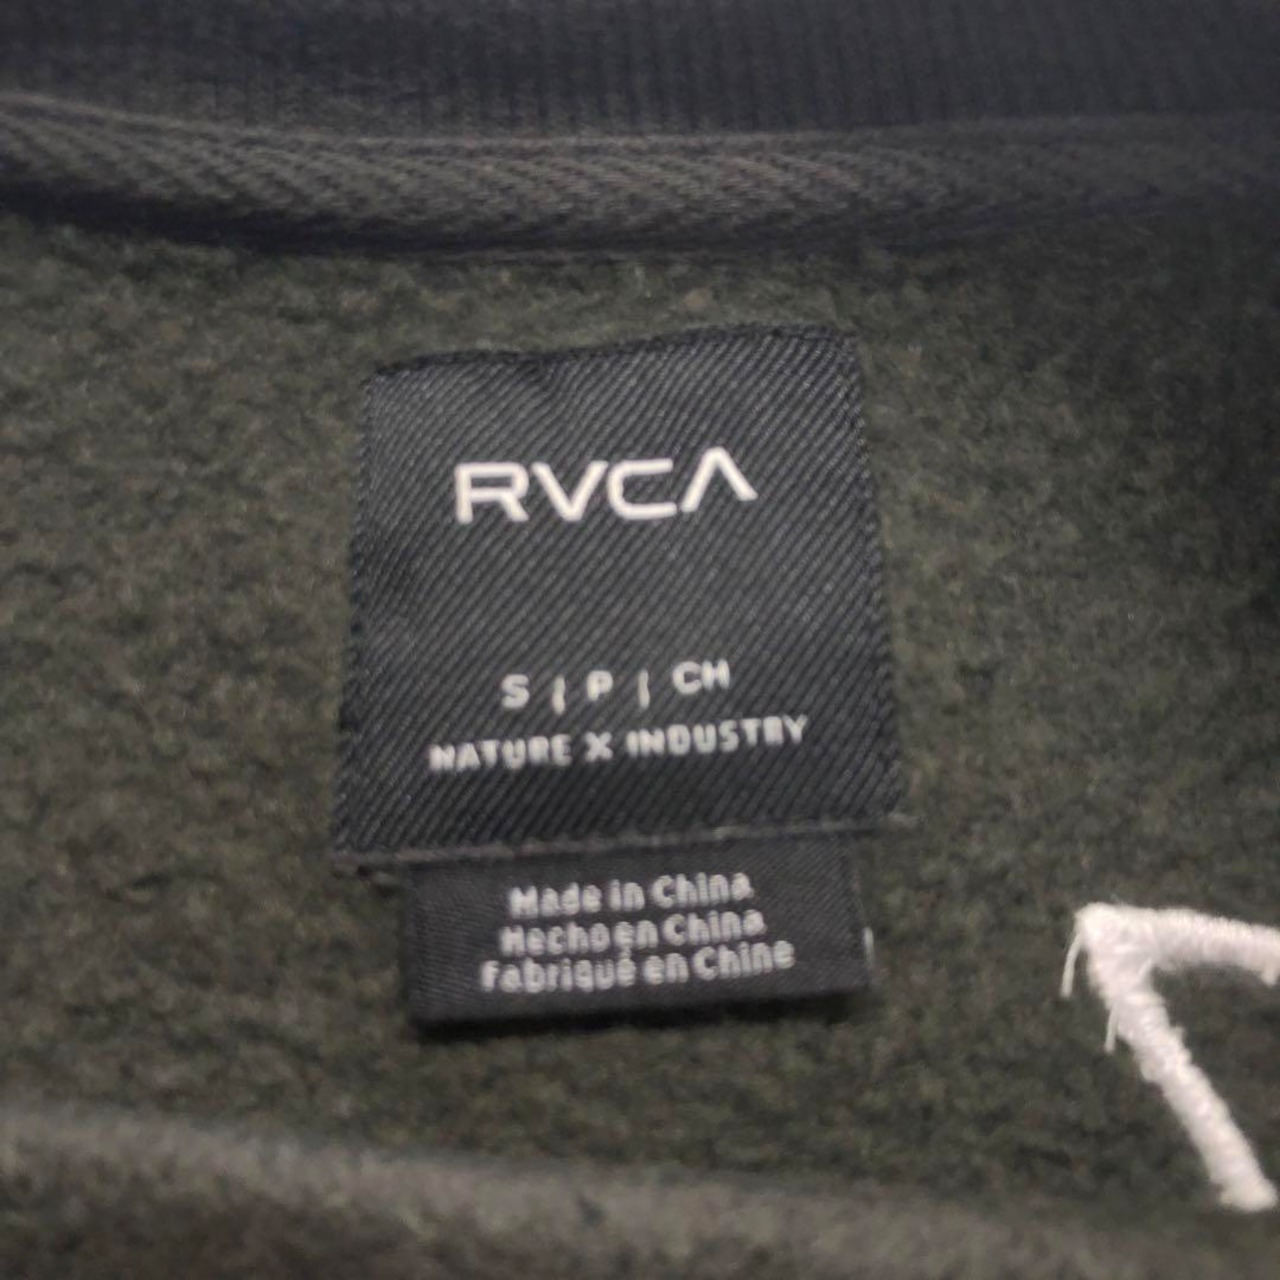 RVCA
S | P | CH
NATURE X INDUSTRY
Made in China
Hecho en China
Fabriqué en Chine